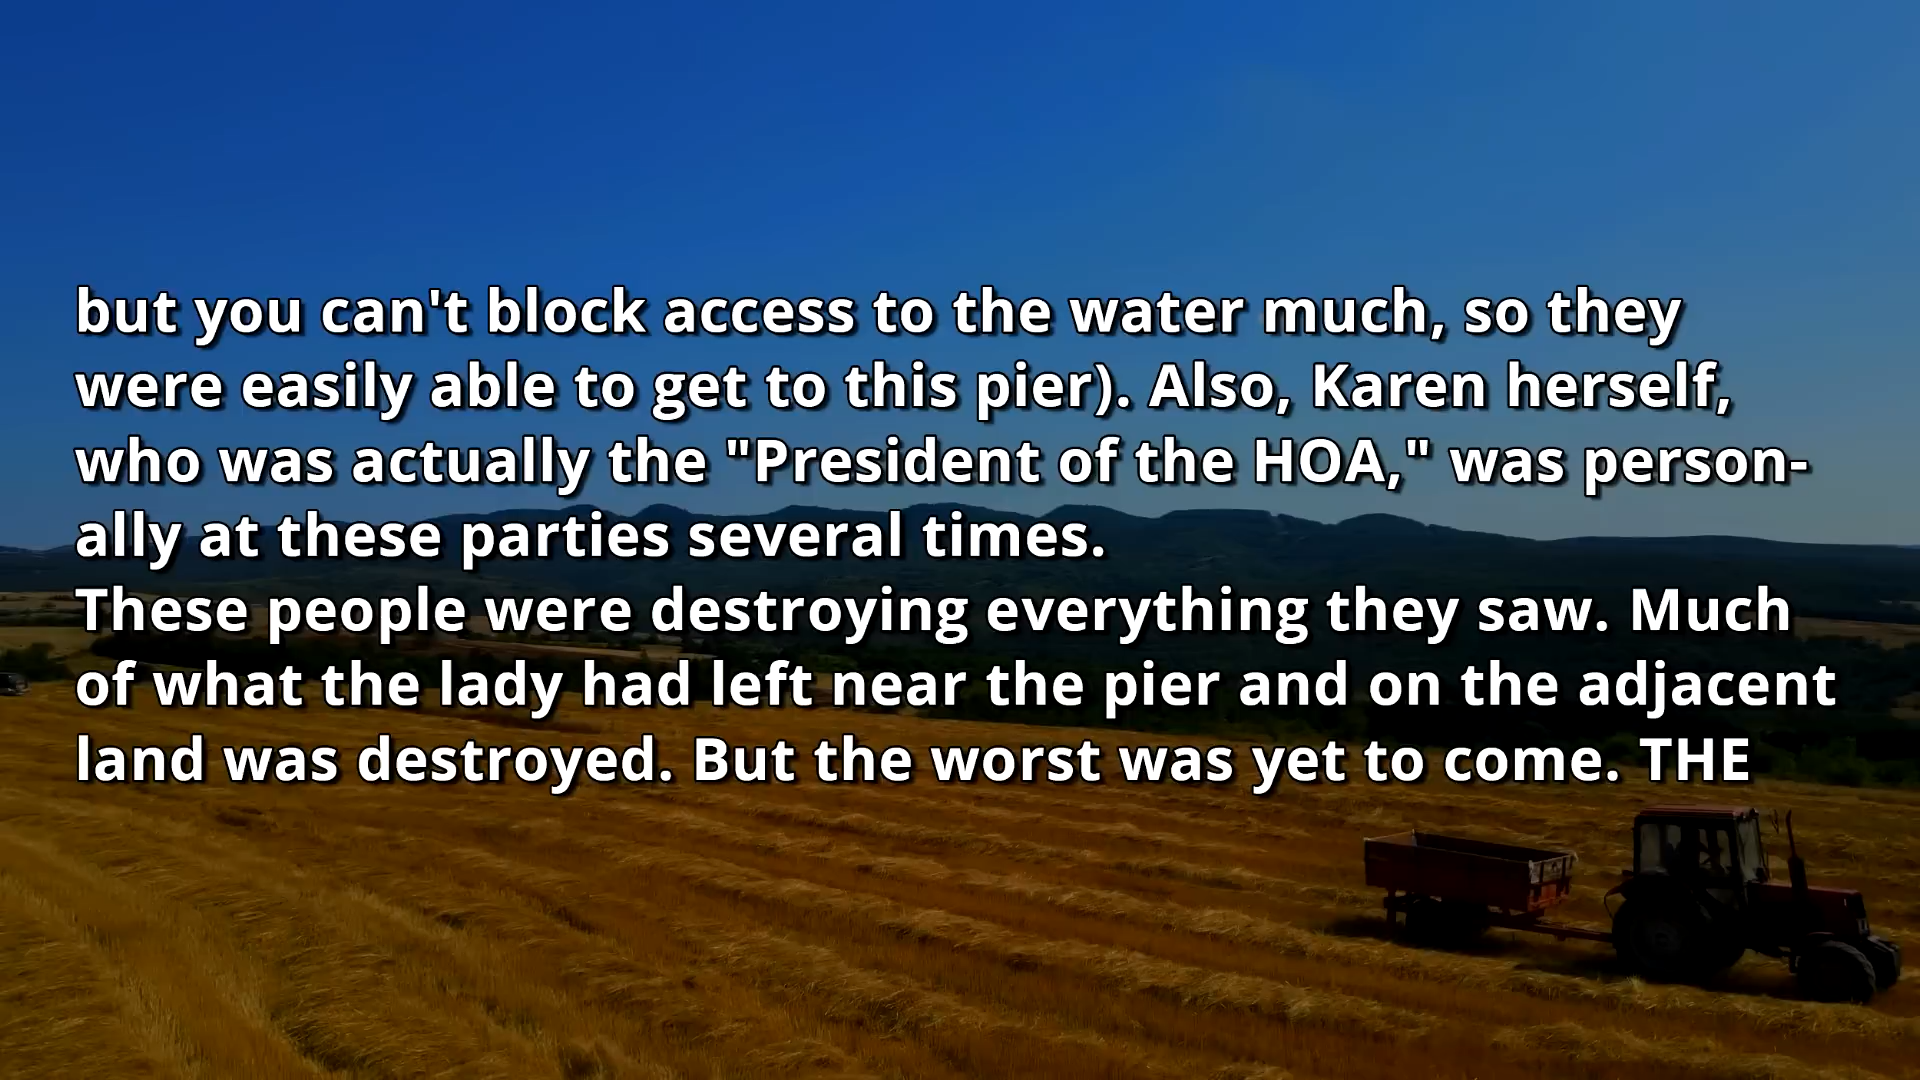 but you can't block access to the water much, so they
were easily able to get to this pier). Also, Karen herself,
who was actually the "President of the HOA," was person-
ally at these parties several times.
These people were destroying everything they saw. Much
of what the lady had left near the pier and on the adjacent
land was destroyed. But the worst was yet to come. THE